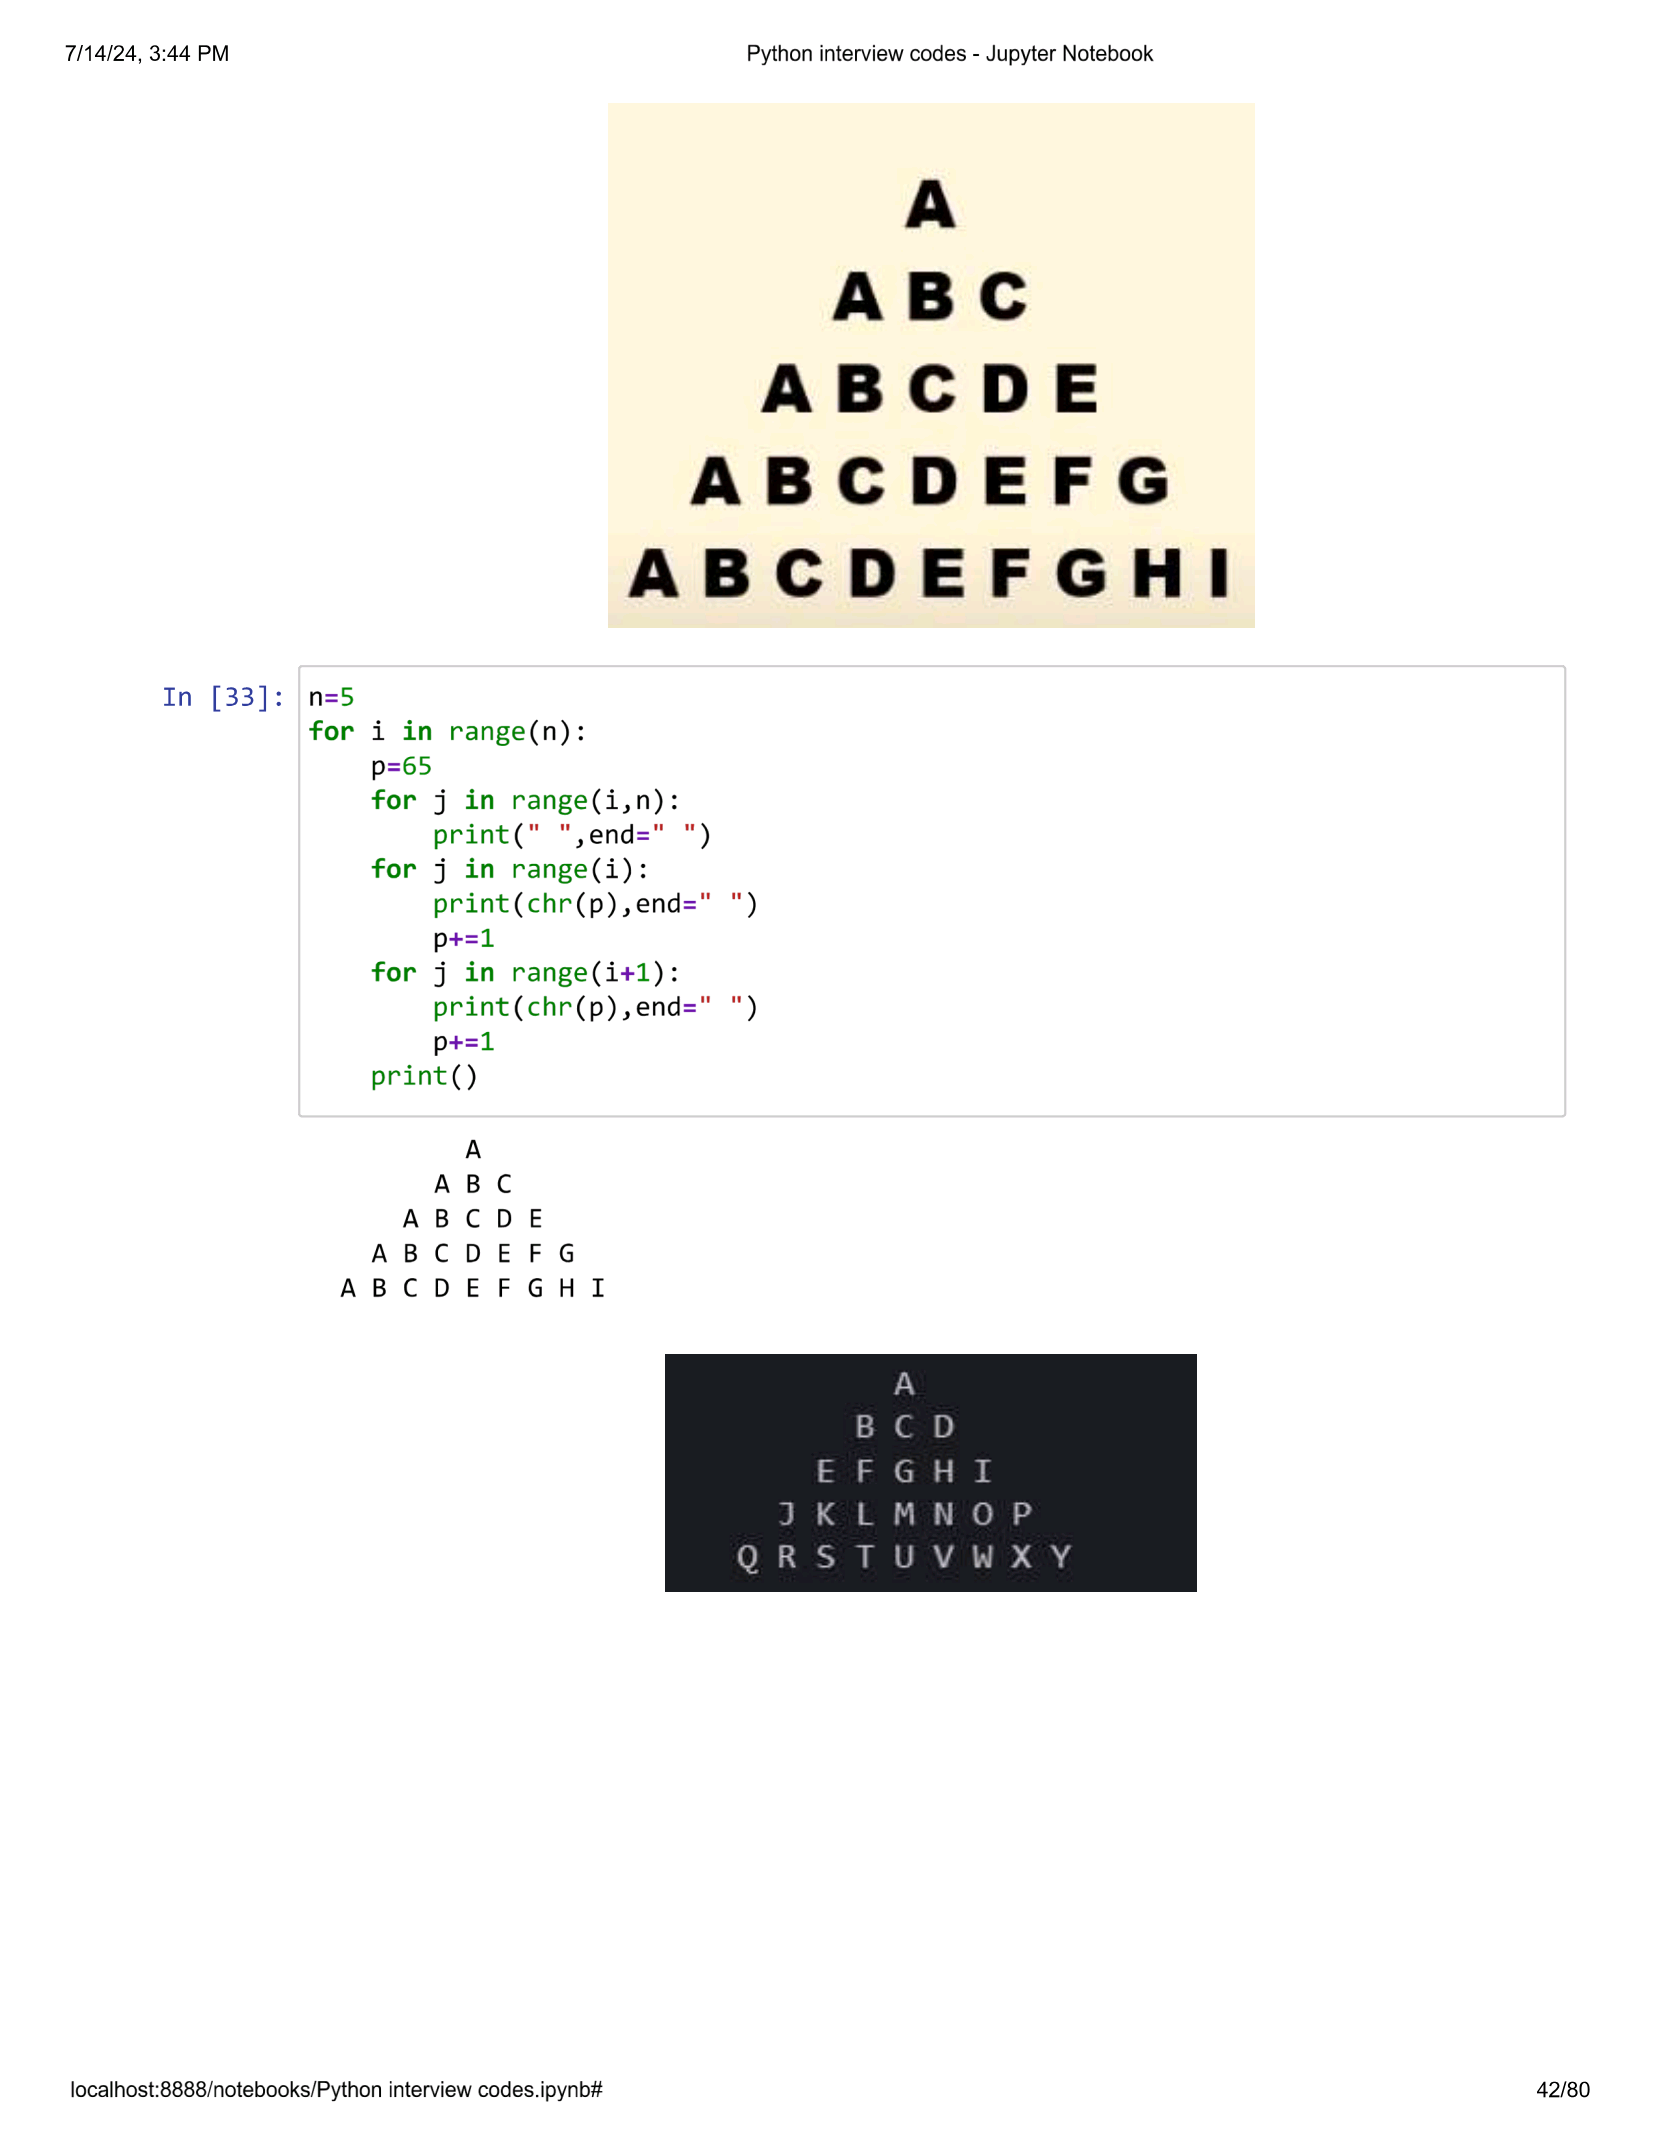 7/14/24, 3:44 PM Python interview codes - Jupyter Notebook
A
A B C
A B C D E
A B C D E F G
A B C D E F G H I
In [33]: n=5
for i in range(n):
    p=65
    for j in range(i,n):
        print(" ",end=" ")
    for j in range(i):
        print(chr(p),end=" ")
        p+=1
    for j in range(i+1):
        print(chr(p),end=" ")
        p+=1
    print()
A
A B C
A B C D E
A B C D E F G
A B C D E F G H I
A
B C D
E F G H I
J K L M N O P
Q R S T U V W X Y
localhost:8888/notebooks/Python interview codes.ipynb# 42/80